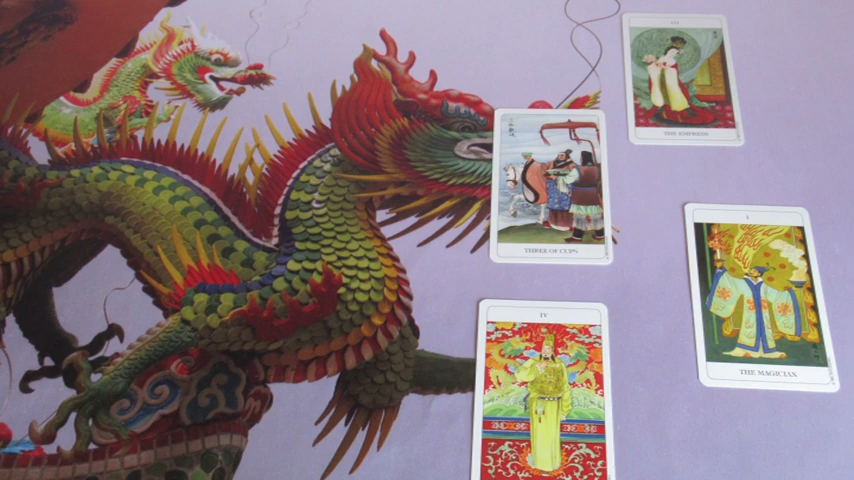 III
THE EMPRESS
THREE OF CUPS
I
THE MAGICIAN
IV